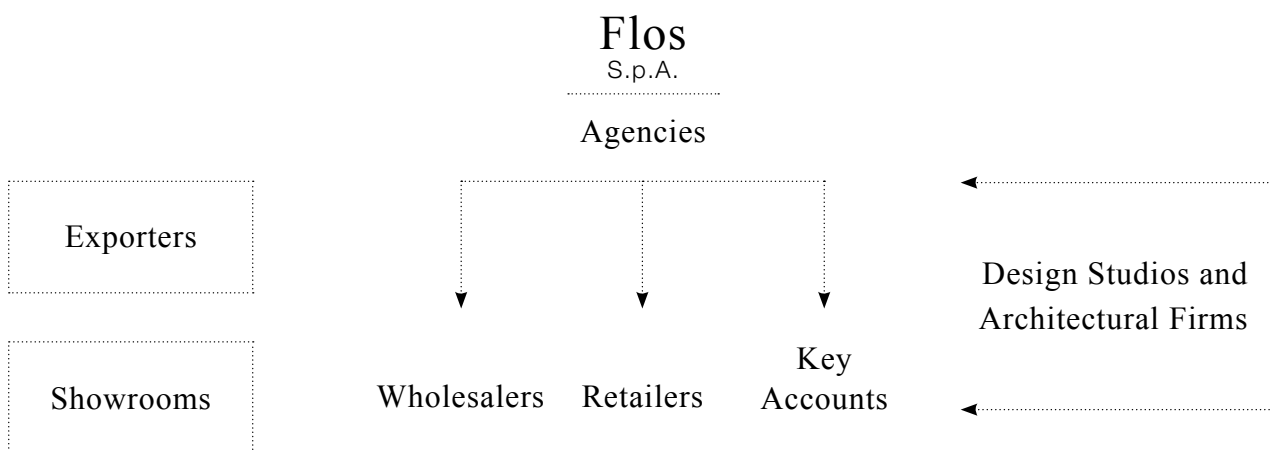 Flos
S.p.A.
Agencies
Exporters
Design Studios and
Architectural Firms
Showrooms
Wholesalers
Retailers
Key
Accounts